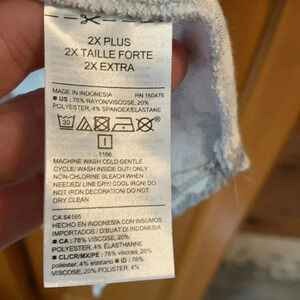 2X PLUS
2X TAILLE FORTE
2X EXTRA
MADE IN INDONESIA RN 160476
■ US : 76% RAYON/VISCOSE, 20%
POLYESTER, 4% SPANDEX/ELASTANE
30
I
1166
MACHINE WASH COLD GENTLE
CYCLE/ WASH INSIDE OUT/ ONLY
NON-CHLORINE BLEACH WHEN
NEEDED/ LINE DRY/ COOL IRON/ DO
NOT IRON DECORATION/ DO NOT
DRY CLEAN
CA 64165
HECHO EN INDONESIA CON INSUMOS
IMPORTADOS / DIBUAT DI INDONESIA
■ CA : 76% VISCOSE, 20%
POLYESTER, 4% ÉLASTHANNE
■ CL/CR/MX/PE : 76% viscosa, 20%
poliéster, 4% elastano ■ ID : 76%
VISCOSE, 20% POLISTER, 4%